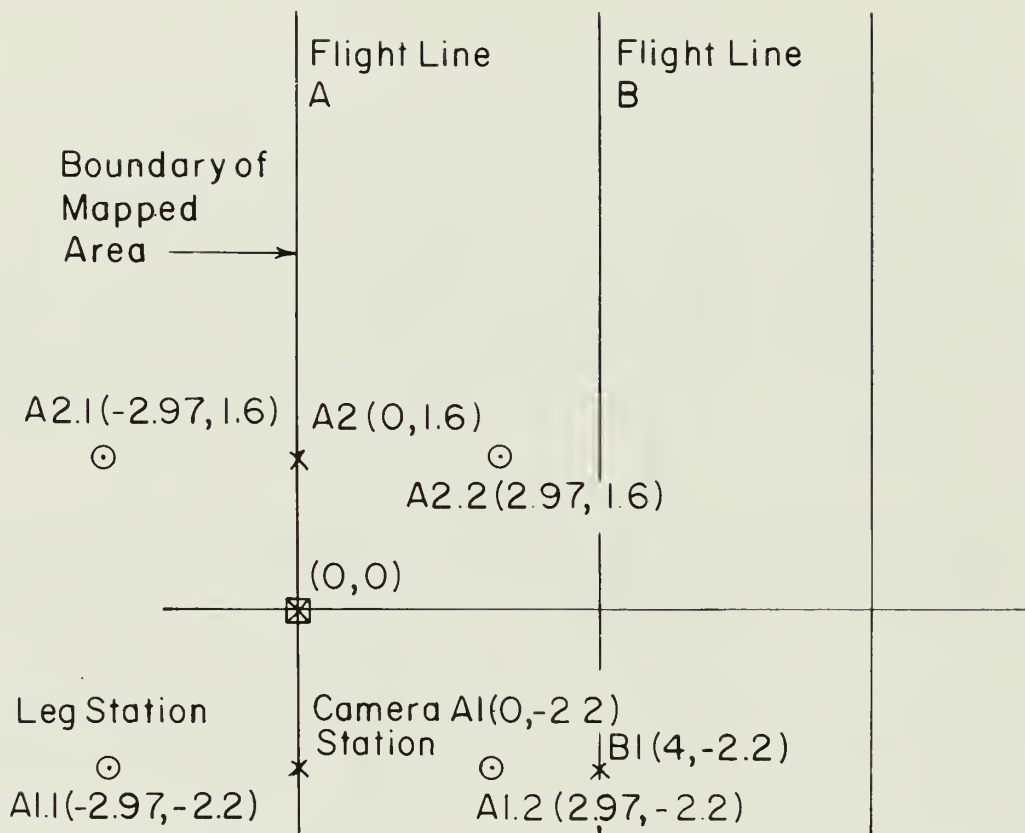 Flight Line
A
Flight Line
B
Boundary of
Mapped
Area
A2.1(-2.97, 1.6)
A2 (0,1.6)
A2.2 (2.97, 1.6)
(0,0)
Leg Station
Camera A1(0,-2 2)
Station
B1(4, -2.2)
A1.1(-2.97,-2.2)
A1.2 (2.97, -2.2)